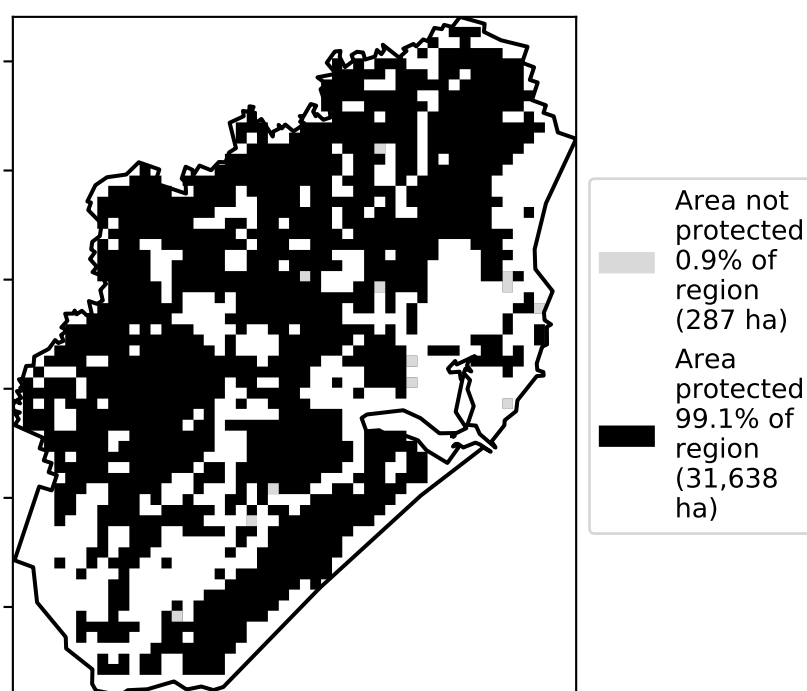 Area not
protected
0.9% of
region
(287 ha)
Area
protected
99.1% of
region
(31,638
ha)